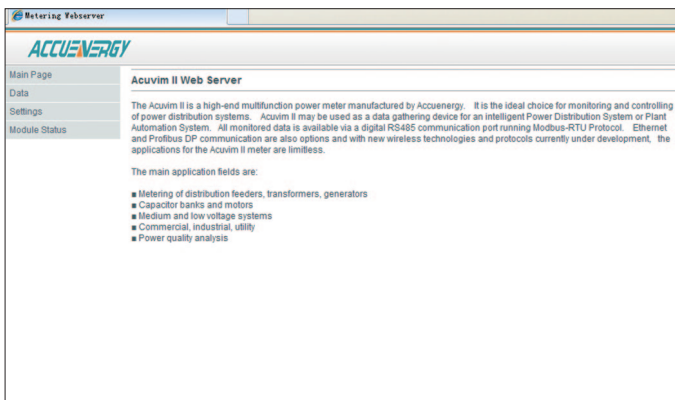 Metering Webserver
ACCUENERGY
Main Page
Data
Settings
Module Status
Acuvim II Web Server
The Acuvim II is a high-end multifunction power meter manufactured by Accuenergy. It is the ideal choice for monitoring and controlling
of power distribution systems. Acuvim II may be used as a data gathering device for an intelligent Power Distribution System or Plant
Automation System. All monitored data is available via a digital RS485 communication port running Modbus-RTU Protocol. Ethernet
and Profibus DP communication are also options and with new wireless technologies and protocols currently under development, the
applications for the Acuvim II meter are limitless.
The main application fields are:
■ Metering of distribution feeders, transformers, generators
■ Capacitor banks and motors
■ Medium and low voltage systems
■ Commercial, industrial, utility
■ Power quality analysis